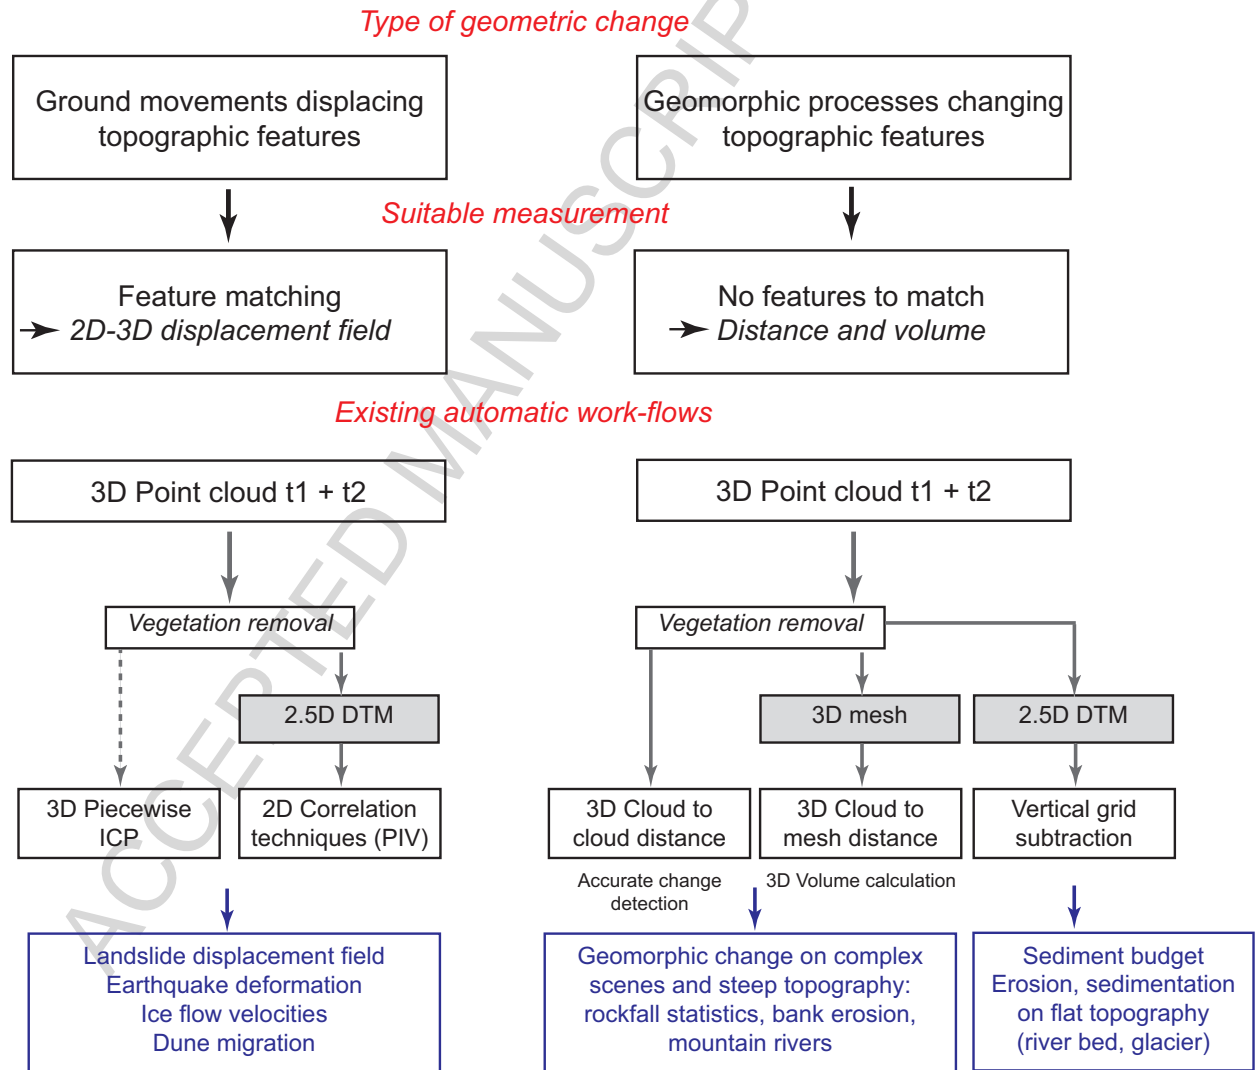 Type of geometric change
Ground movements displacing
topographic features
Geomorphic processes changing
topographic features
Suitable measurement
Feature matching
2D-3D displacement field
No features to match
Distance and volume
Existing automatic work-flows
3D Point cloud t1 + t2
3D Point cloud t1 + t2
Vegetation removal
Vegetation removal
2.5D DTM
3D mesh
2.5D DTM
3D Piecewise
ICP
2D Correlation
techniques (PIV)
3D Cloud to
cloud distance
3D Cloud to
mesh distance
Vertical grid
subtraction
Accurate change
detection
3D Volume calculation
Landslide displacement field
Earthquake deformation
Ice flow velocities
Dune migration
Geomorphic change on complex
scenes and steep topography:
rockfall statistics, bank erosion,
mountain rivers
Sediment budget
Erosion, sedimentation
on flat topography
(river bed, glacier)
ACCEPTED MANUSCRIP